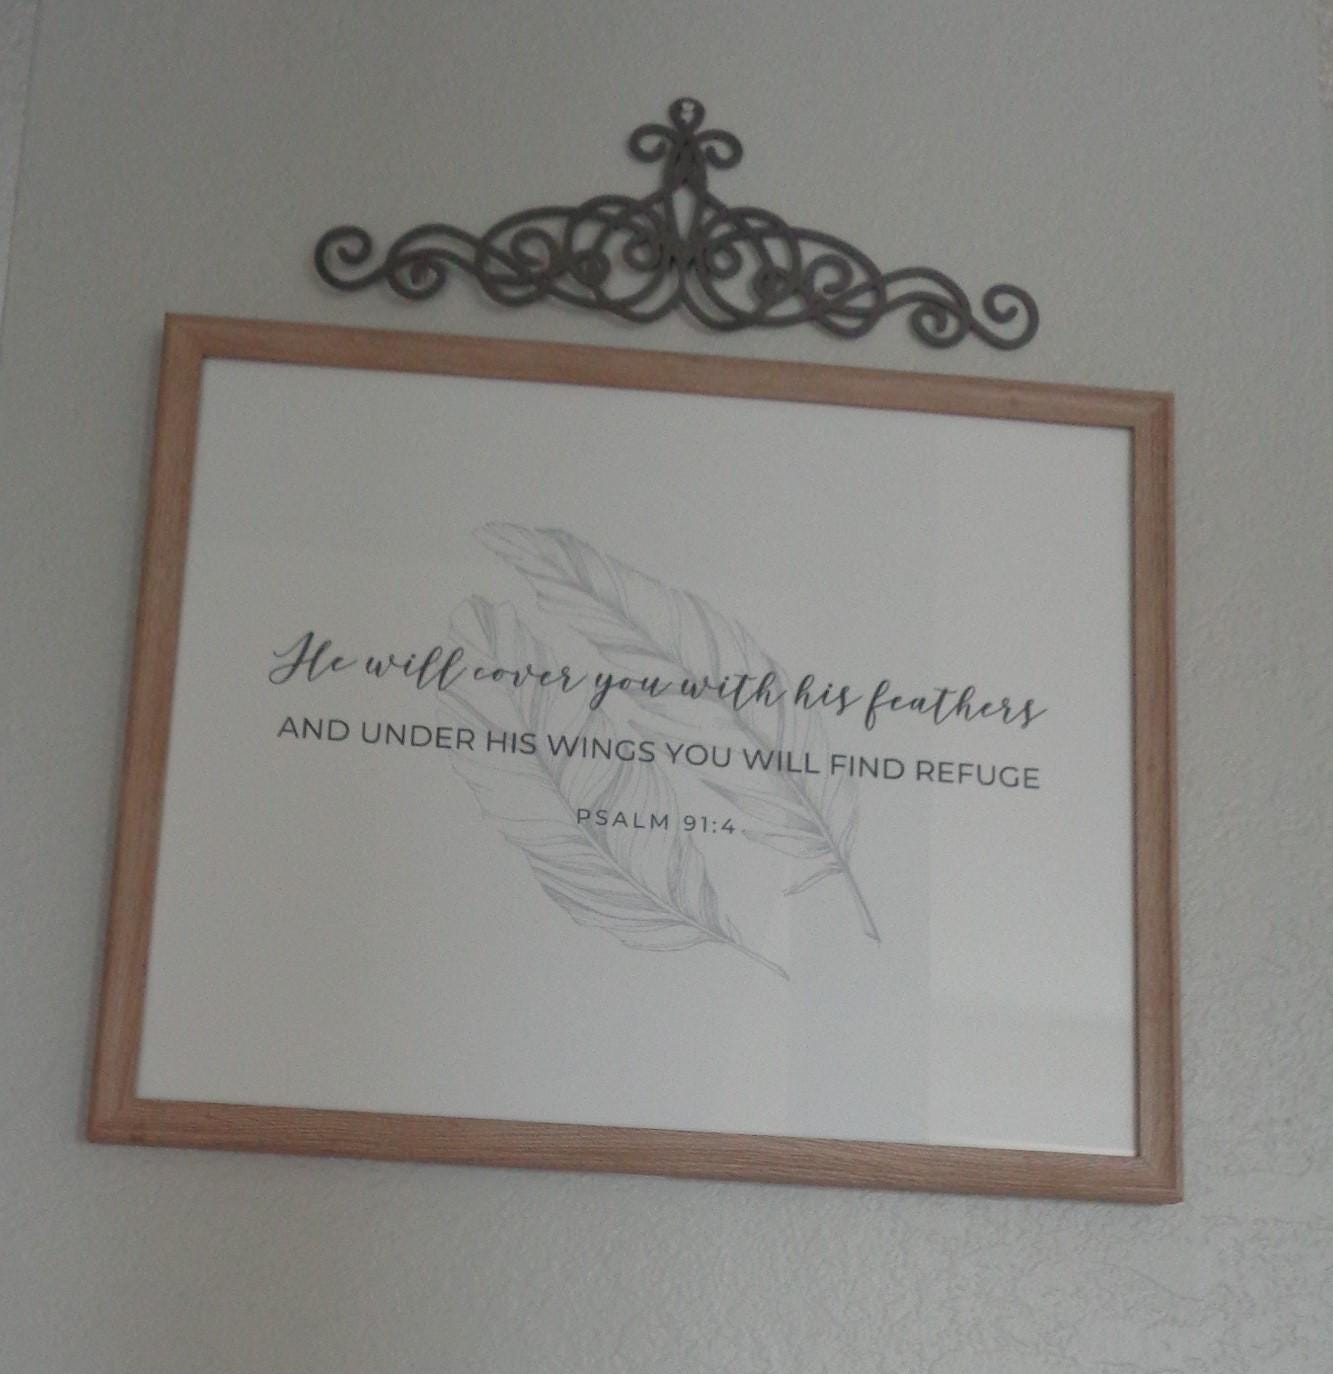 He will cover you with his feathers
AND UNDER HIS WINGS YOU WILL FIND REFUGE
PSALM 91:4.